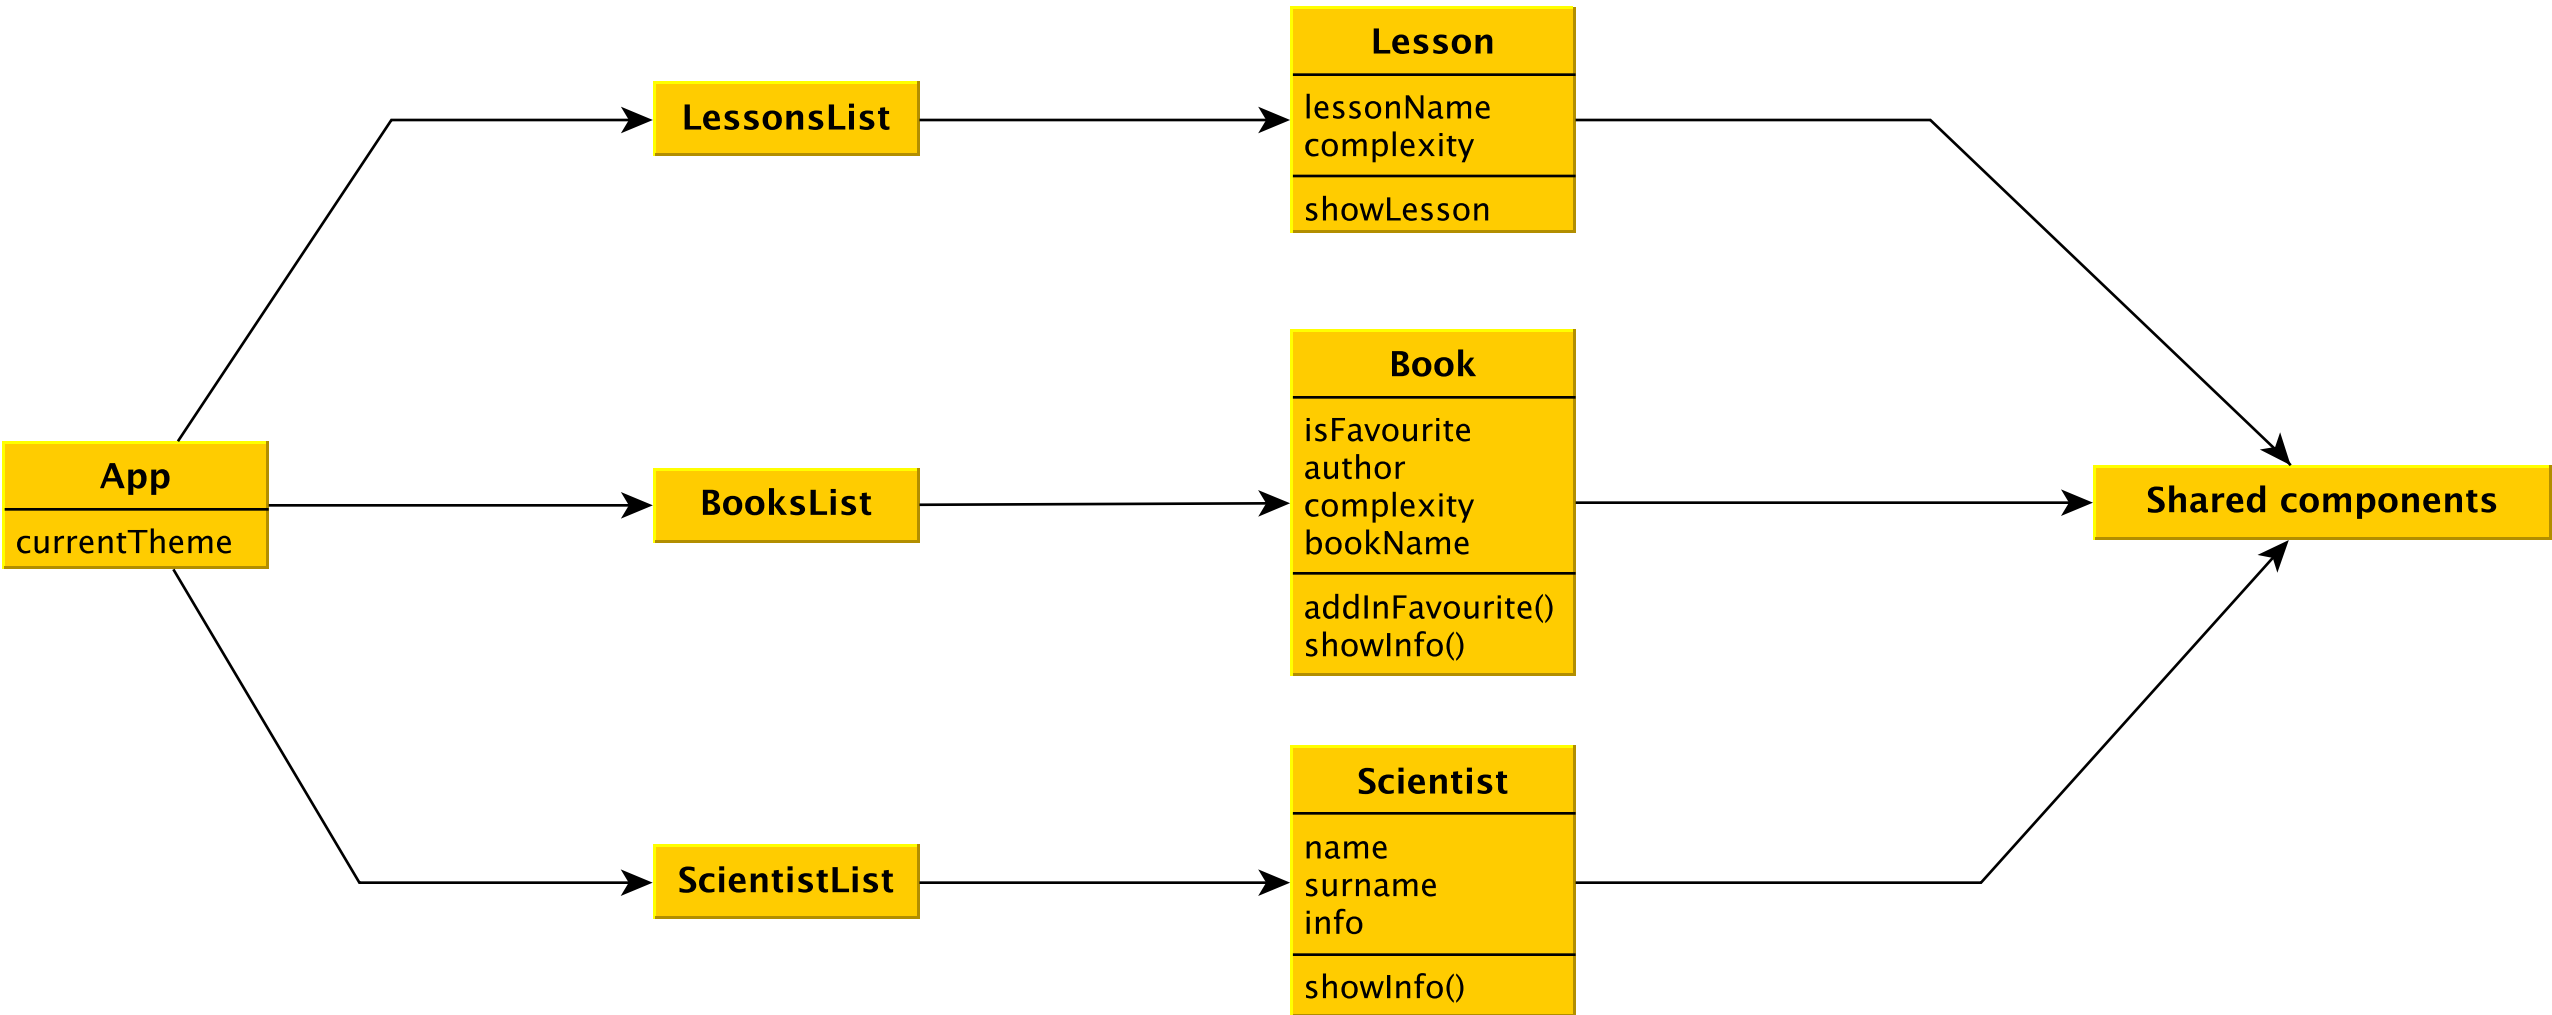 App
currentTheme
LessonsList
BooksList
ScientistList
Lesson
lessonName
complexity
showLesson
Book
isFavourite
author
complexity
bookName
addInFavourite()
showInfo()
Scientist
name
surname
info
showInfo()
Shared components